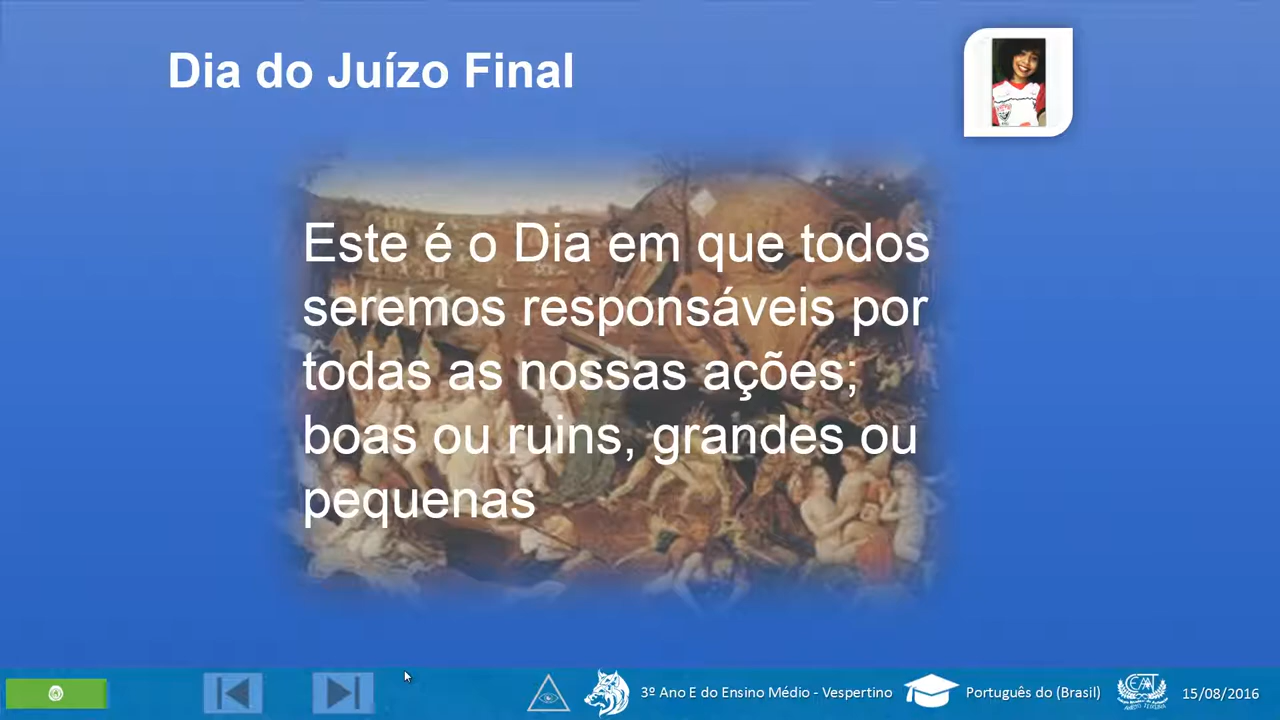 Dia do Juízo Final
Este é o Dia em que todos
seremos responsáveis por
todas as nossas ações;
boas ou ruins, grandes ou
pequenas
3º Ano E do Ensino Médio - Vespertino
Português do (Brasil)
CAT
15/08/2016